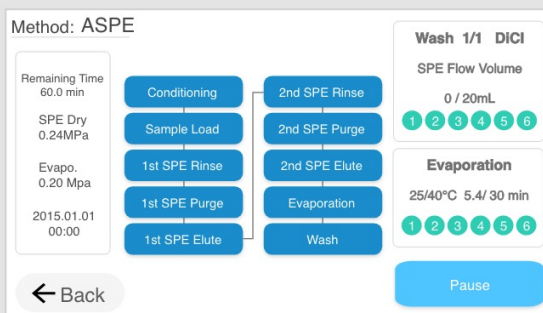 Method: ASPE
Remaining Time
60.0 min
SPE Dry
0.24MPa
Evapo.
0.20 Mpa
2015.01.01
00:00
Conditioning
Sample Load
1st SPE Rinse
1st SPE Purge
1st SPE Elute
2nd SPE Rinse
2nd SPE Purge
2nd SPE Elute
Evaporation
Wash
Wash 1/1 DiCl
SPE Flow Volume
0 / 20mL
1 2 3 4 5 6
Evaporation
25/40°C 5.4/ 30 min
1 2 3 4 5 6
Back
Pause